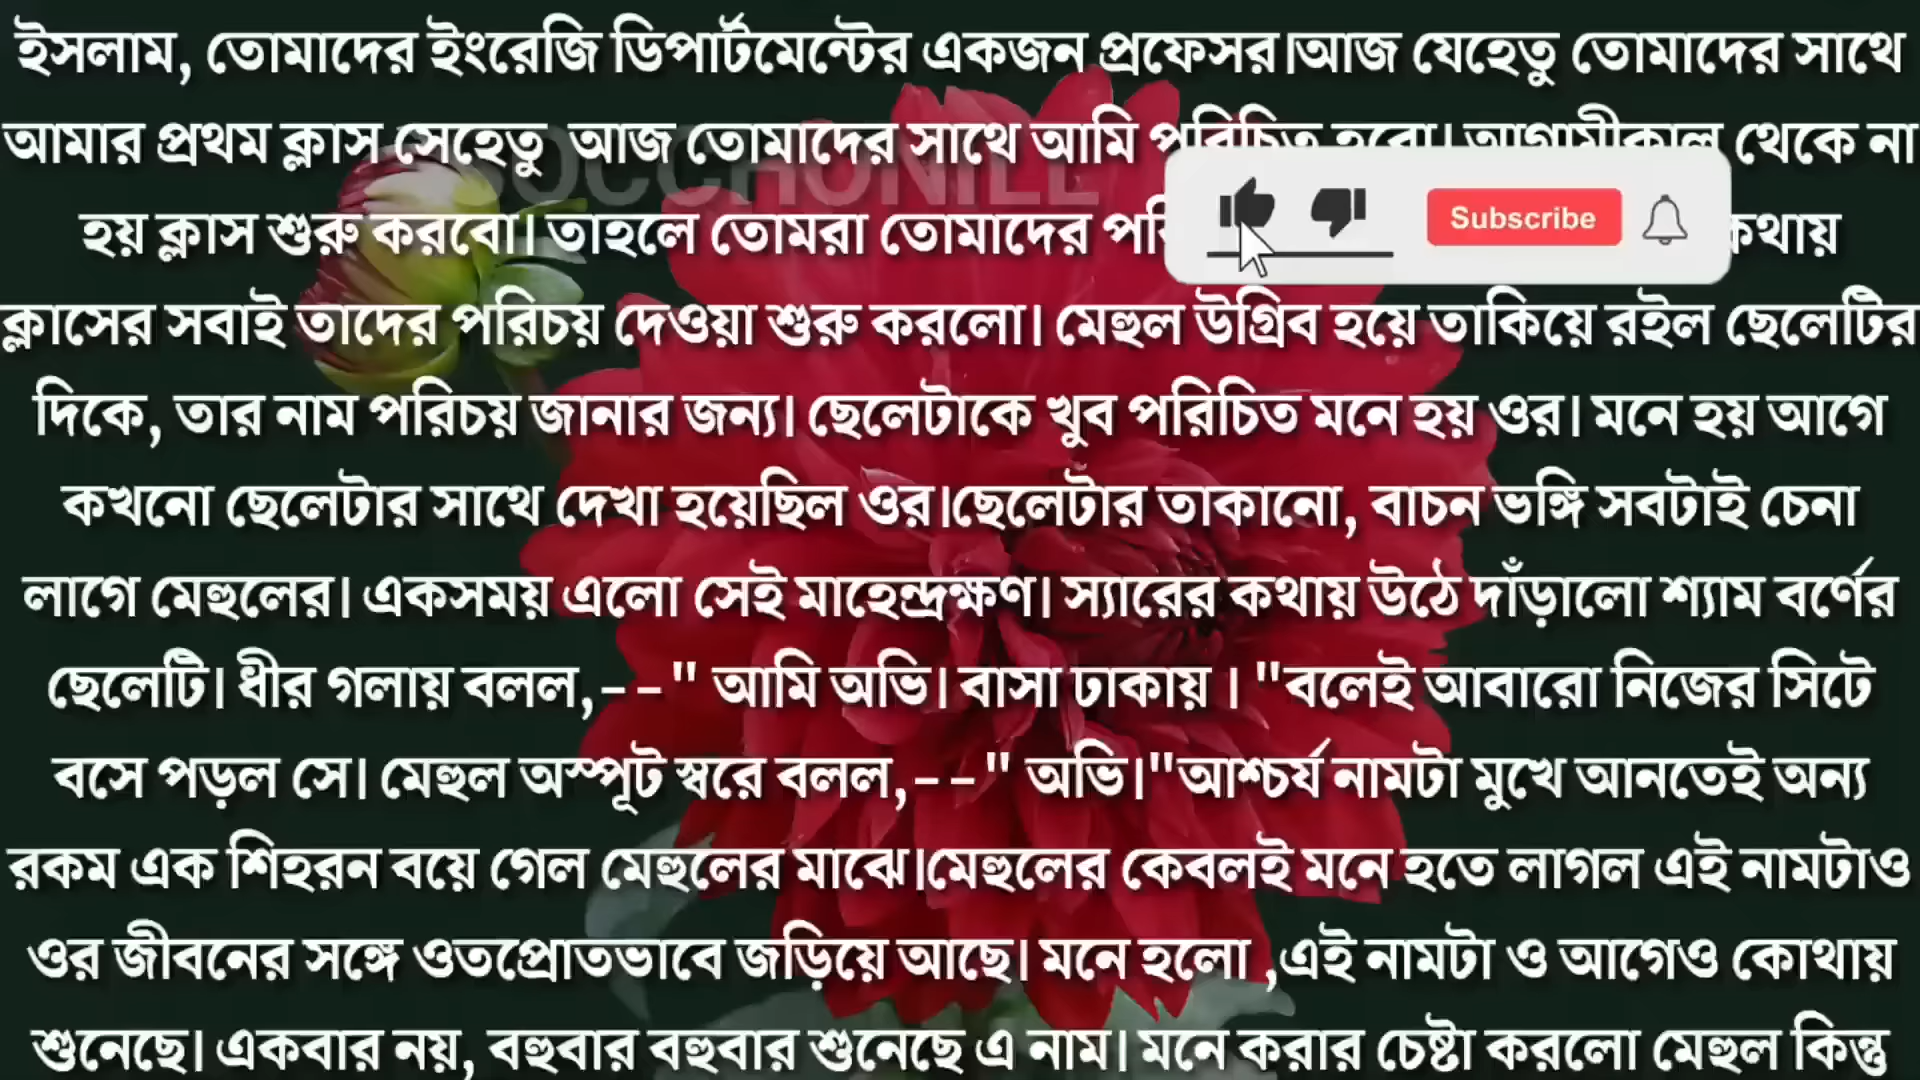 ইসলাম, তোমাদের ইংরেজি ডিপার্টমেন্টের একজন প্রফেসর।আজ যেহেতু তোমাদের সাথে
আমার প্রথম ক্লাস সেহেতু আজ তোমাদের সাথে আমি পরিচিত হবো। আগামীকাল থেকে না
হয় ক্লাস শুরু করবো। তাহলে তোমরা তোমাদের
Subscribe
ক্লাসের সবাই তাদের পরিচয় দেওয়া শুরু করলো। মেহুল উগ্রিব হয়ে তাকিয়ে রইল ছেলেটির
দিকে, তার নাম পরিচয় জানার জন্য। ছেলেটাকে খুব পরিচিত মনে হয় ওর। মনে হয় আগে
কখনো ছেলেটার সাথে দেখা হয়েছিল ওর।ছেলেটার তাকানো, বাচন ভঙ্গি সবটাই চেনা
লাগে মেহুলের। একসময় এলো সেই মাহেন্দ্রক্ষণ। স্যারের কথায় উঠে দাঁড়ালো শ্যাম বর্ণের
ছেলেটি। ধীর গলায় বলল,--" আমি অভি। বাসা ঢাকায় । "বলেই আবারো নিজের সিটে
বসে পড়ল সে। মেহুল অস্পূট স্বরে বলল,--" অভি।"আশ্চর্য নামটা মুখে আনতেই অন্য
রকম এক শিহরন বয়ে গেল মেহুলের মাঝে।মেহুলের কেবলই মনে হতে লাগল এই নামটাও
ওর জীবনের সঙ্গে ওতপ্রোতভাবে জড়িয়ে আছে। মনে হলো ,এই নামটা ও আগেও কোথায়
শুনেছে। একবার নয়, বহুবার বহুবার শুনেছে এ নাম। মনে করার চেষ্টা করলো মেহুল কিন্তু